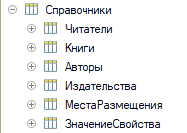 Справочники
Читатели
Книги
Авторы
Издательства
МестаРазмещения
ЗначениеСвойства